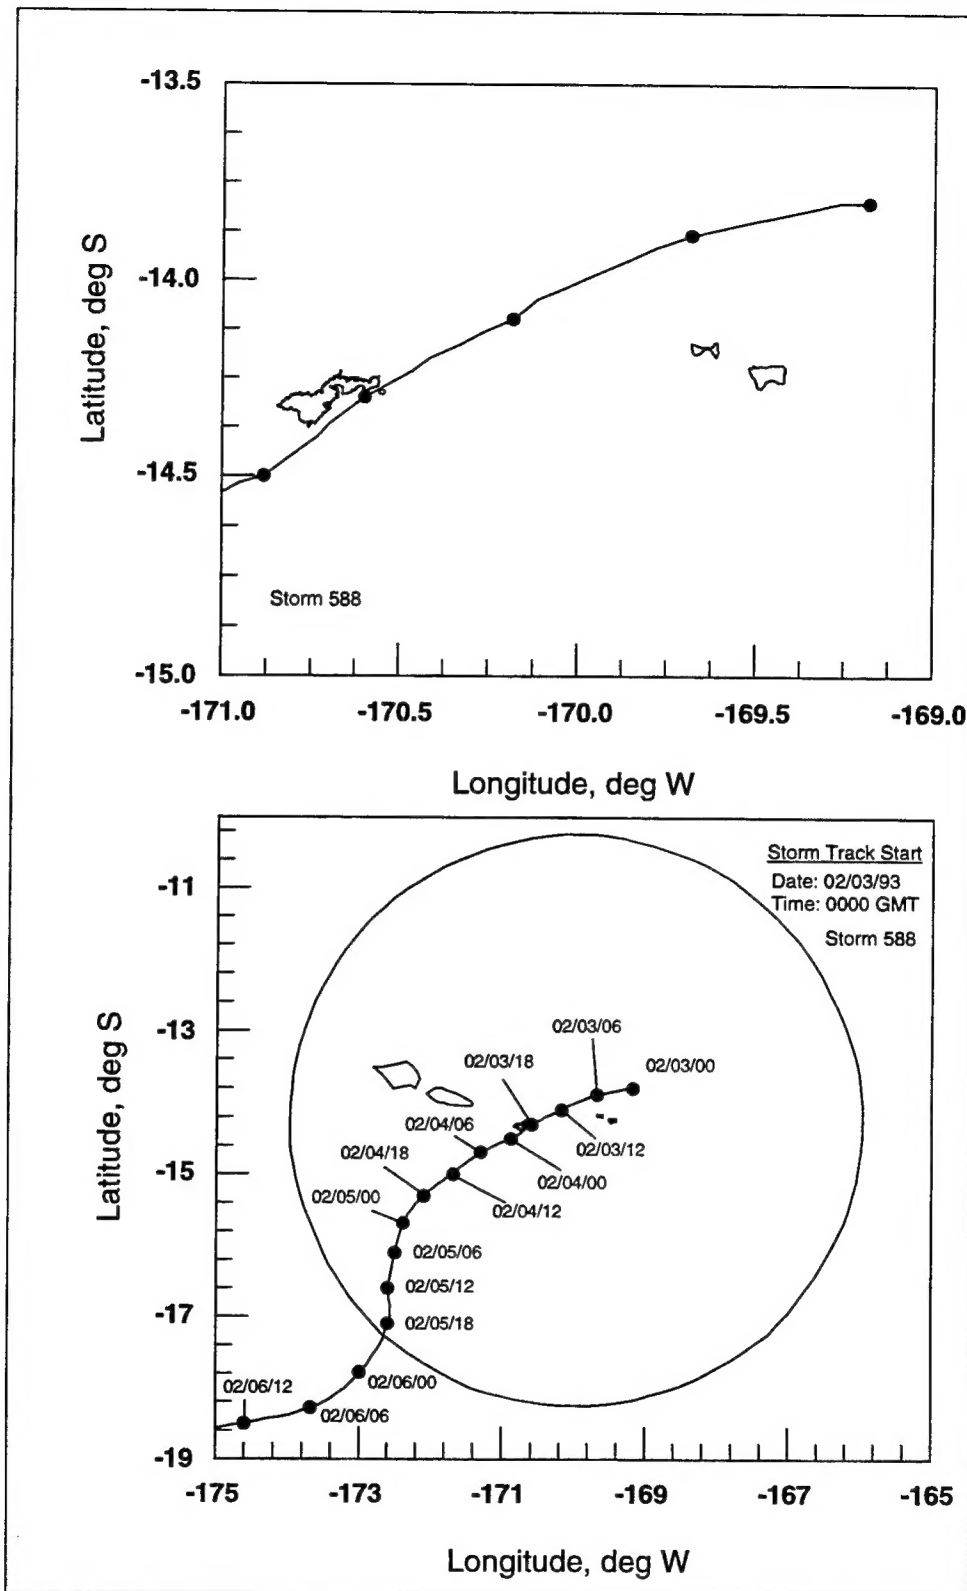 -13.5
-14.0
-14.5
-15.0
Latitude, deg S
Storm 588
-171.0 -170.5 -170.0 -169.5 -169.0
Longitude, deg W
Storm Track Start
Date: 02/03/93
Time: 0000 GMT
Storm 588
-11
-13
-15
-17
-19
Latitude, deg S
02/03/06
02/03/00
02/03/18
02/03/12
02/04/06
02/04/00
02/04/18
02/04/12
02/05/00
02/05/06
02/05/12
02/05/18
02/06/00
02/06/12
02/06/06
-175 -173 -171 -169 -167 -165
Longitude, deg W